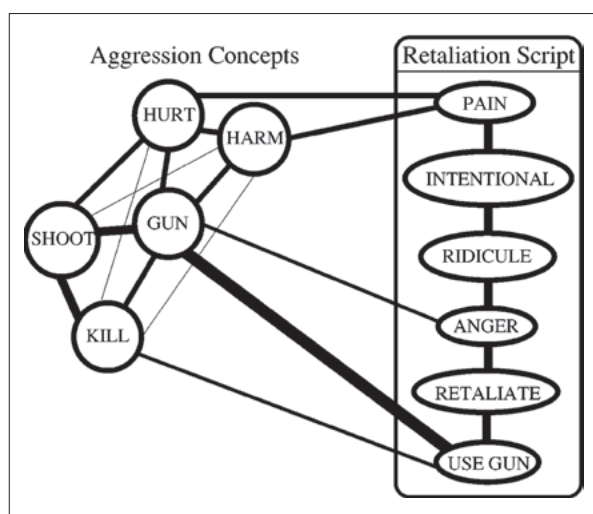 Aggression Concepts
Retaliation Script
HURT
HARM
SHOOT
GUN
KILL
PAIN
INTENTIONAL
RIDICULE
ANGER
RETALIATE
USE GUN